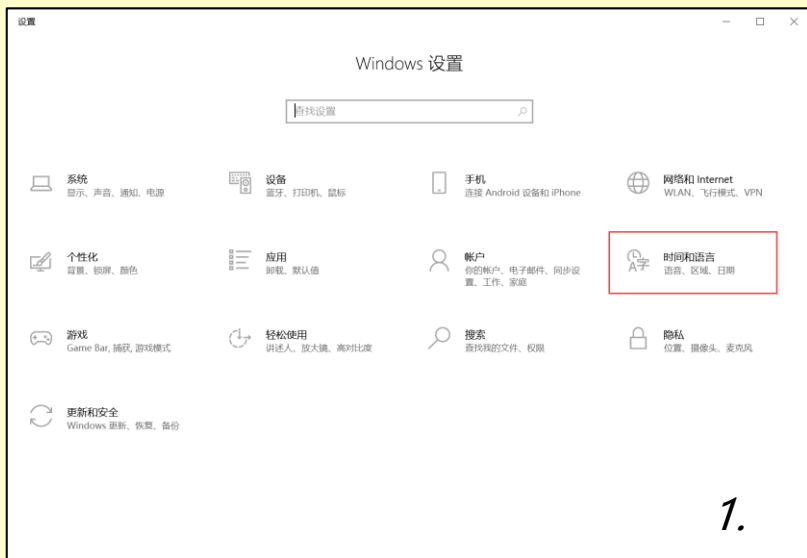 设置
Windows 设置
查找设置
系统
显示、声音、通知、电源
设备
蓝牙、打印机、鼠标
手机
连接 Android 设备和 iPhone
网络和 Internet
WLAN、飞行模式、VPN
个性化
背景、锁屏、颜色
应用
卸载、默认值
帐户
你的帐户、电子邮件、同步设
置、工作、家庭
时间和语言
语音、区域、日期
游戏
Game Bar, 捕获, 游戏模式
轻松使用
讲述人、放大镜、高对比度
搜索
查找我的文件、权限
隐私
位置、摄像头、麦克风
更新和安全
Windows 更新、恢复、备份
1.